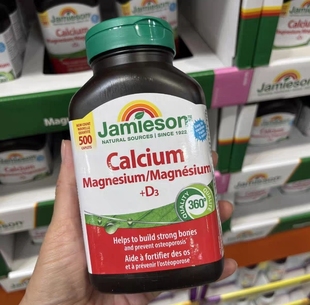 500
Jamieson
NATURAL SOURCES | SINCE 1922
Calcium
Magnesium/Magnésium
+D3
QUALITY
360°
Helps to build strong bones
and prevent osteoporosis
Aide à fortifier des os
et à prévenir l'ostéoporose